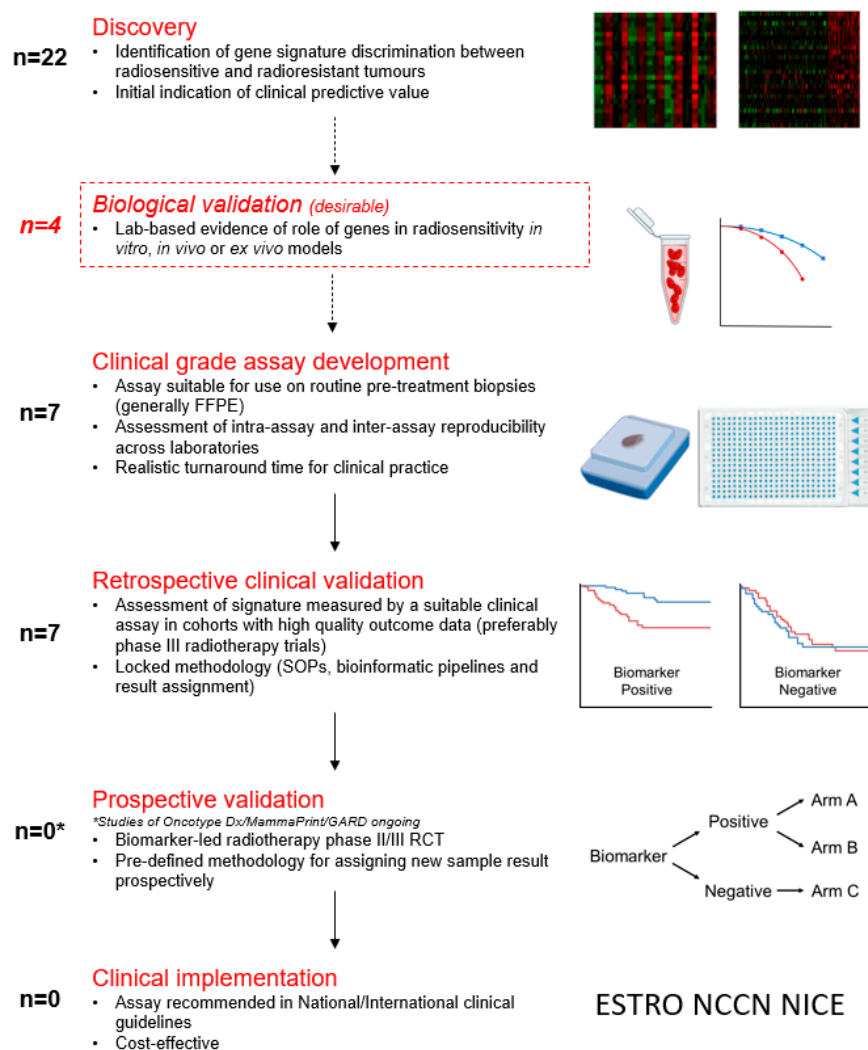 Discovery
n=22
• Identification of gene signature discrimination between
radiosensitive and radioresistant tumours
• Initial indication of clinical predictive value
n=4
Biological validation (desirable)
• Lab-based evidence of role of genes in radiosensitivity in
vitro, in vivo or ex vivo models
Clinical grade assay development
n=7
• Assay suitable for use on routine pre-treatment biopsies
(generally FFPE)
• Assessment of intra-assay and inter-assay reproducibility
across laboratories
• Realistic turnaround time for clinical practice
Retrospective clinical validation
n=7
• Assessment of signature measured by a suitable clinical
assay in cohorts with high quality outcome data (preferably
phase III radiotherapy trials)
• Locked methodology (SOPs, bioinformatic pipelines and
result assignment)
Biomarker
Positive
Biomarker
Negative
Prospective validation
n=0*
*Studies of Oncotype Dx/MammaPrint/GARD ongoing
• Biomarker-led radiotherapy phase II/III RCT
• Pre-defined methodology for assigning new sample result
prospectively
Biomarker
Positive
Negative
Arm A
Arm B
Arm C
Clinical implementation
n=0
• Assay recommended in National/International clinical
guidelines
• Cost-effective
ESTRO NCCN NICE